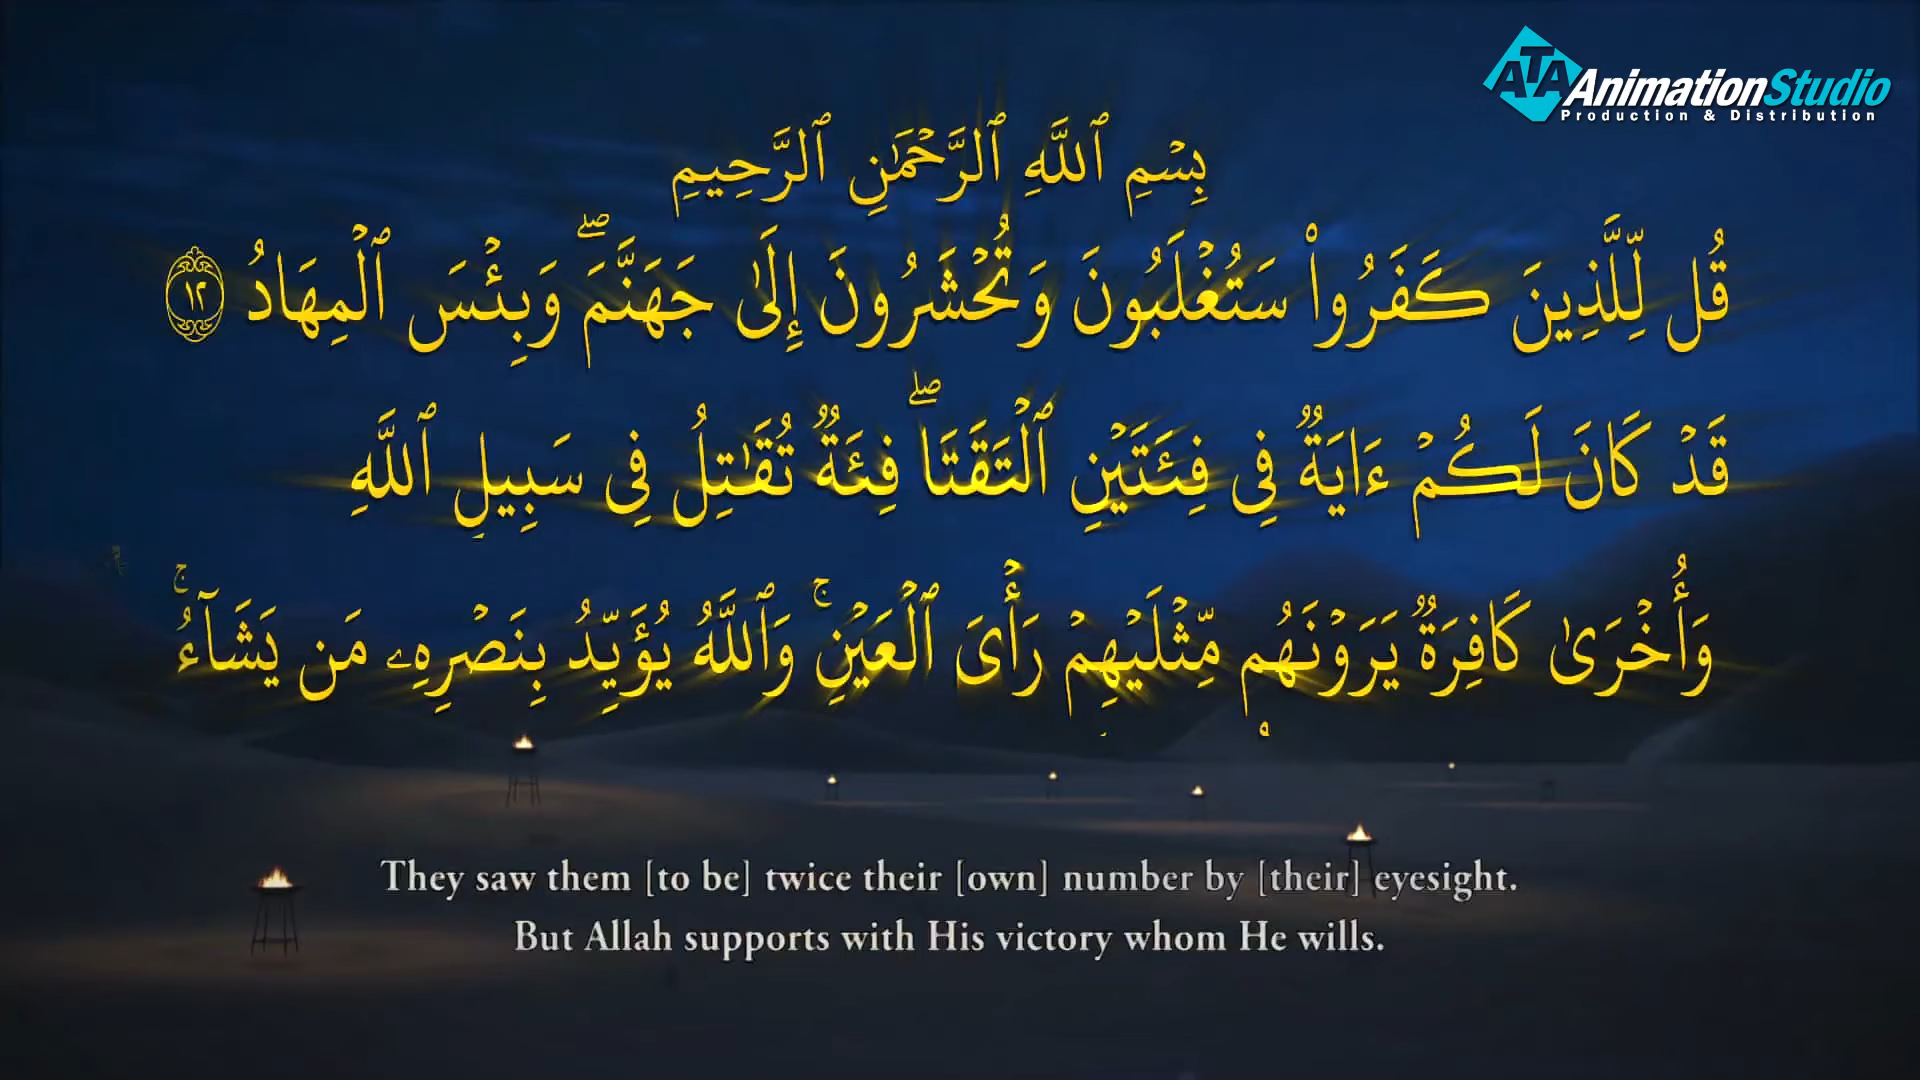 ATA AnimationStudio
Production & Distribution
بِسْمِ ٱللَّهِ ٱلرَّحْمَٰنِ ٱلرَّحِيمِ
قُل لِّلَّذِينَ كَفَرُوا۟ سَتُغْلَبُونَ وَتُحْشَرُونَ إِلَىٰ جَهَنَّمَ ۖ وَبِئْسَ ٱلْمِهَادُ ١٢
قَدْ كَانَ لَكُمْ ءَايَةٌ فِى فِئَتَيْنِ ٱلْتَقَتَا ۖ فِئَةٌ تُقَٰتِلُ فِى سَبِيلِ ٱللَّهِ
وَأُخْرَىٰ كَافِرَةٌ يَرَوْنَهُم مِّثْلَيْهِمْ رَأْىَ ٱلْعَيْنِ ۚ وَٱللَّهُ يُؤَيِّدُ بِنَصْرِهِۦ مَن يَشَآءُ ۚ
They saw them [to be] twice their [own] number by [their] eyesight.
But Allah supports with His victory whom He wills.